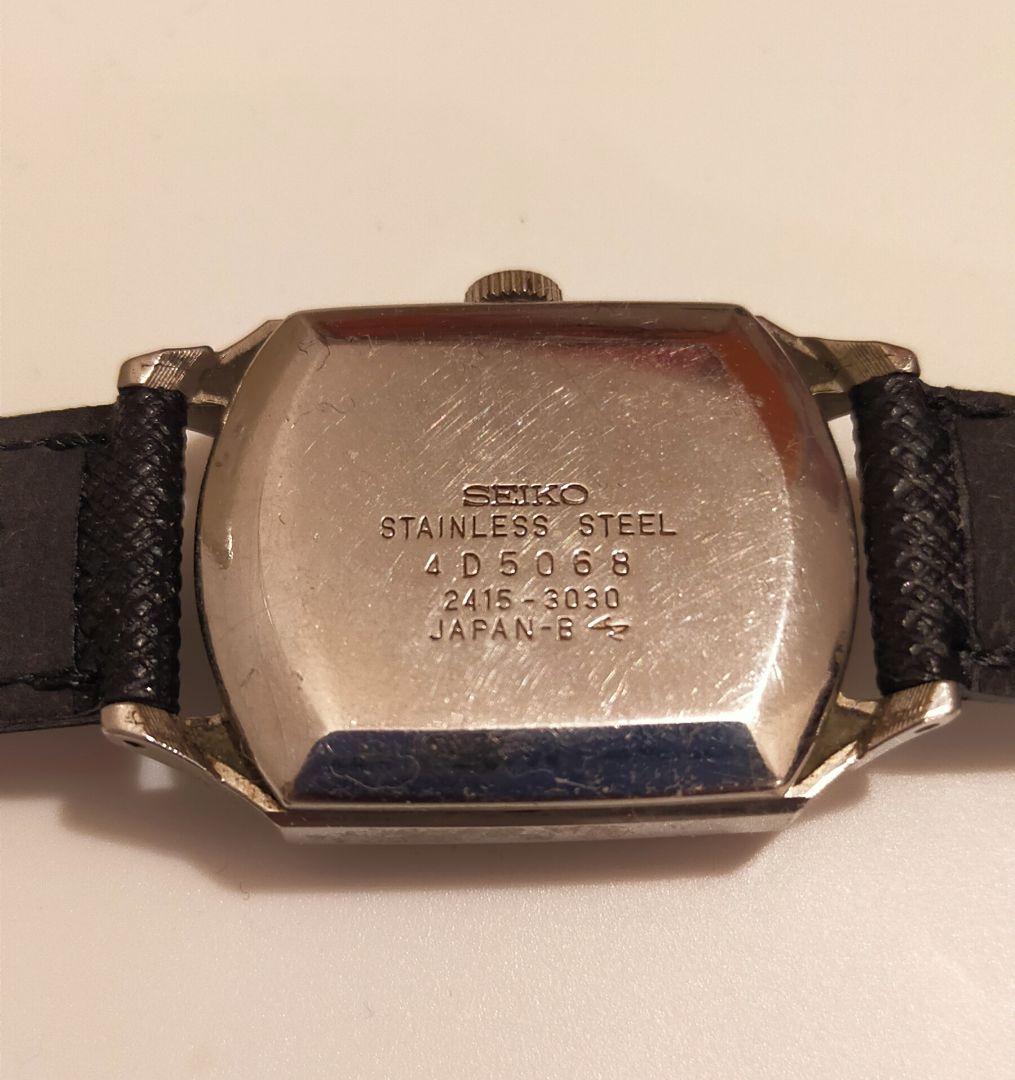 SEIKO
STAINLESS STEEL
4D5068
2415-3030
JAPAN-B